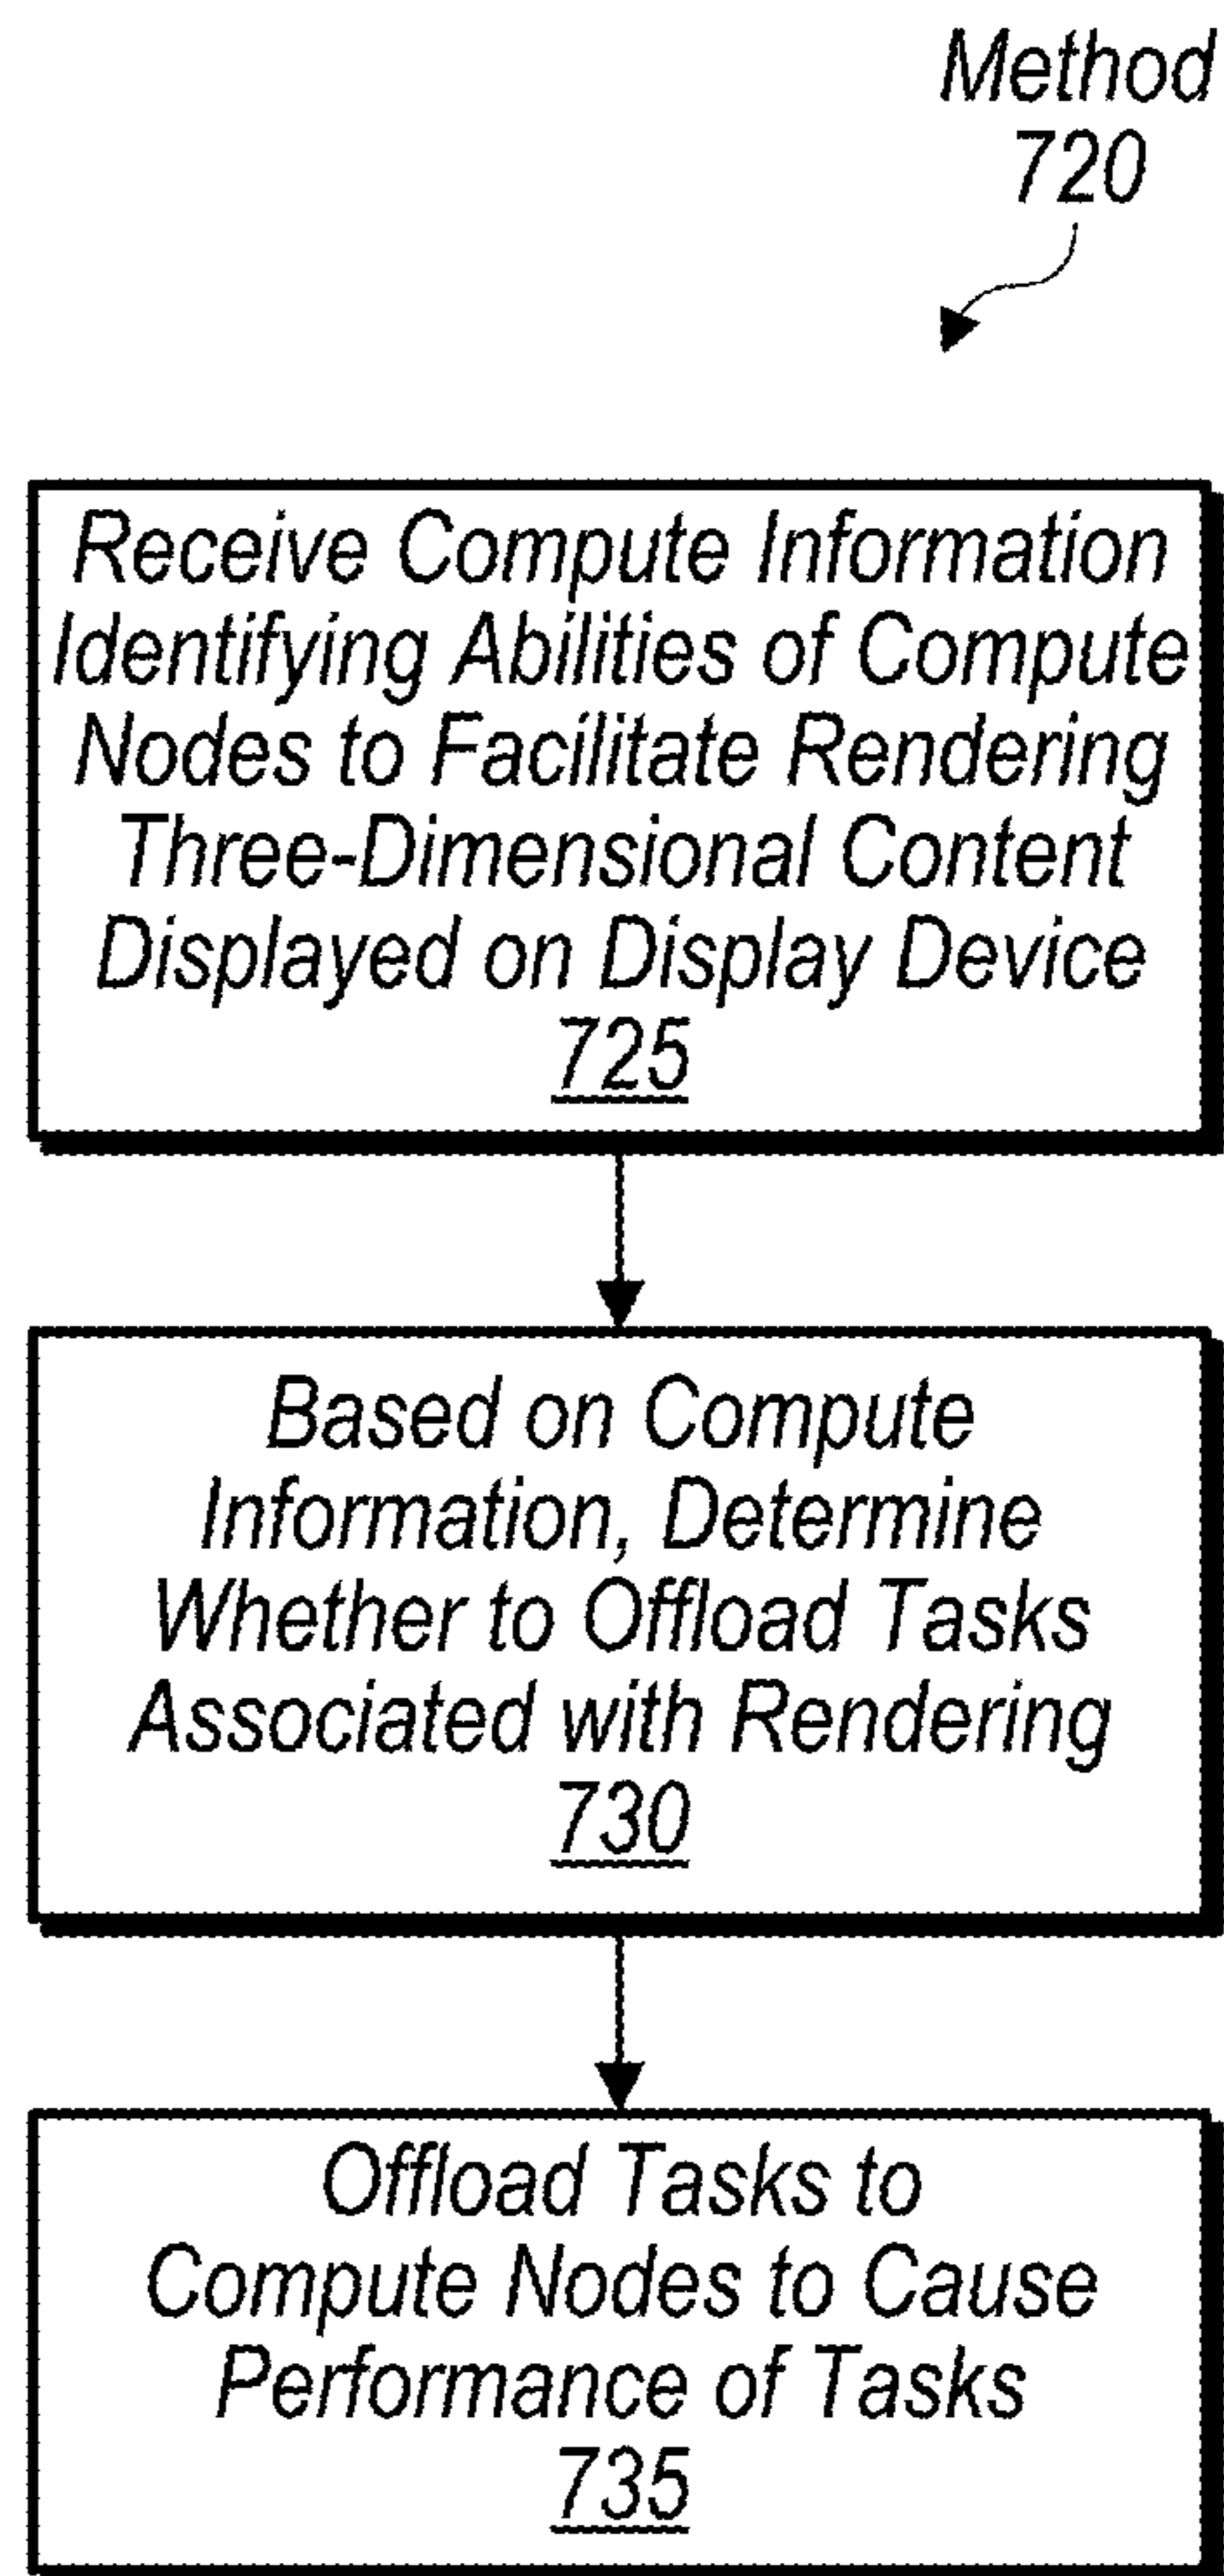 Method
720
Receive Compute Information
Identifying Abilities of Compute
Nodes to Facilitate Rendering
Three-Dimensional Content
Displayed on Display Device
725
Based on Compute
Information, Determine
Whether to Offload Tasks
Associated with Rendering
730
Offload Tasks to
Compute Nodes to Cause
Performance of Tasks
735